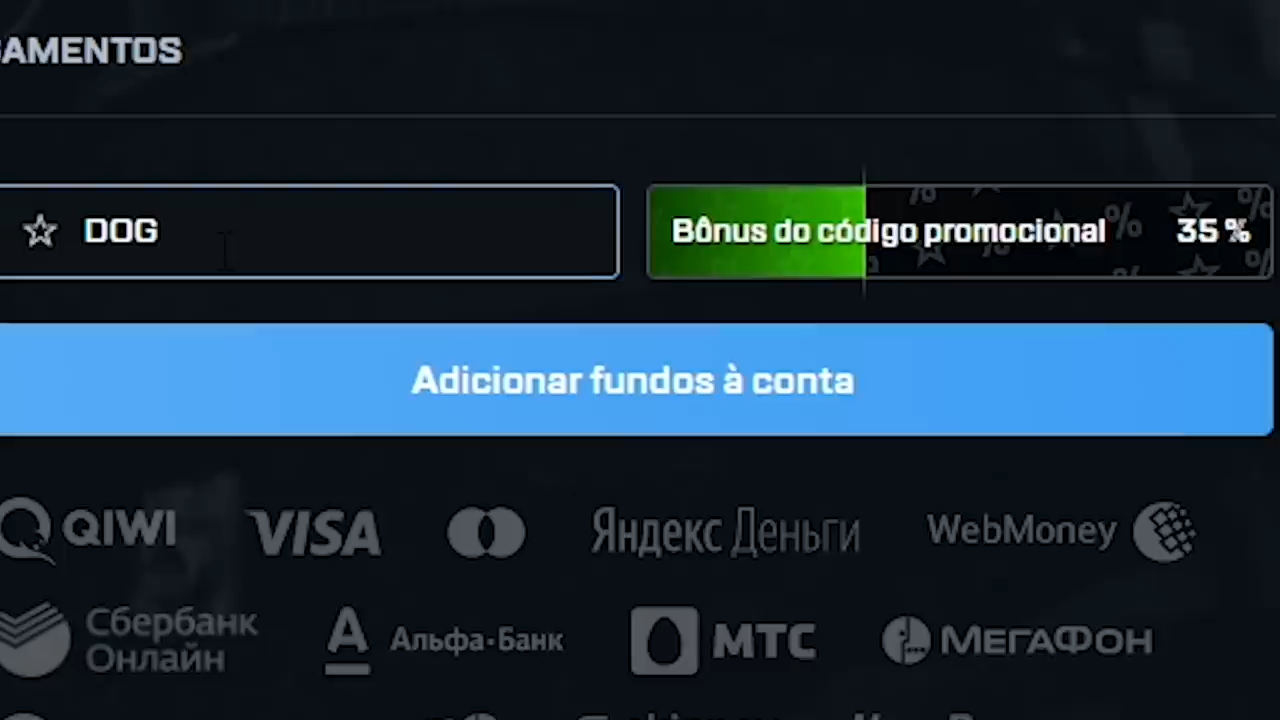 GAMENTOS
DOG
Bônus do código promocional 35 %
Adicionar fundos à conta
QIWI VISA Яндекс Деньги WebMoney
Сбербанк Онлайн Альфа·Банк МТС МЕГАФОН